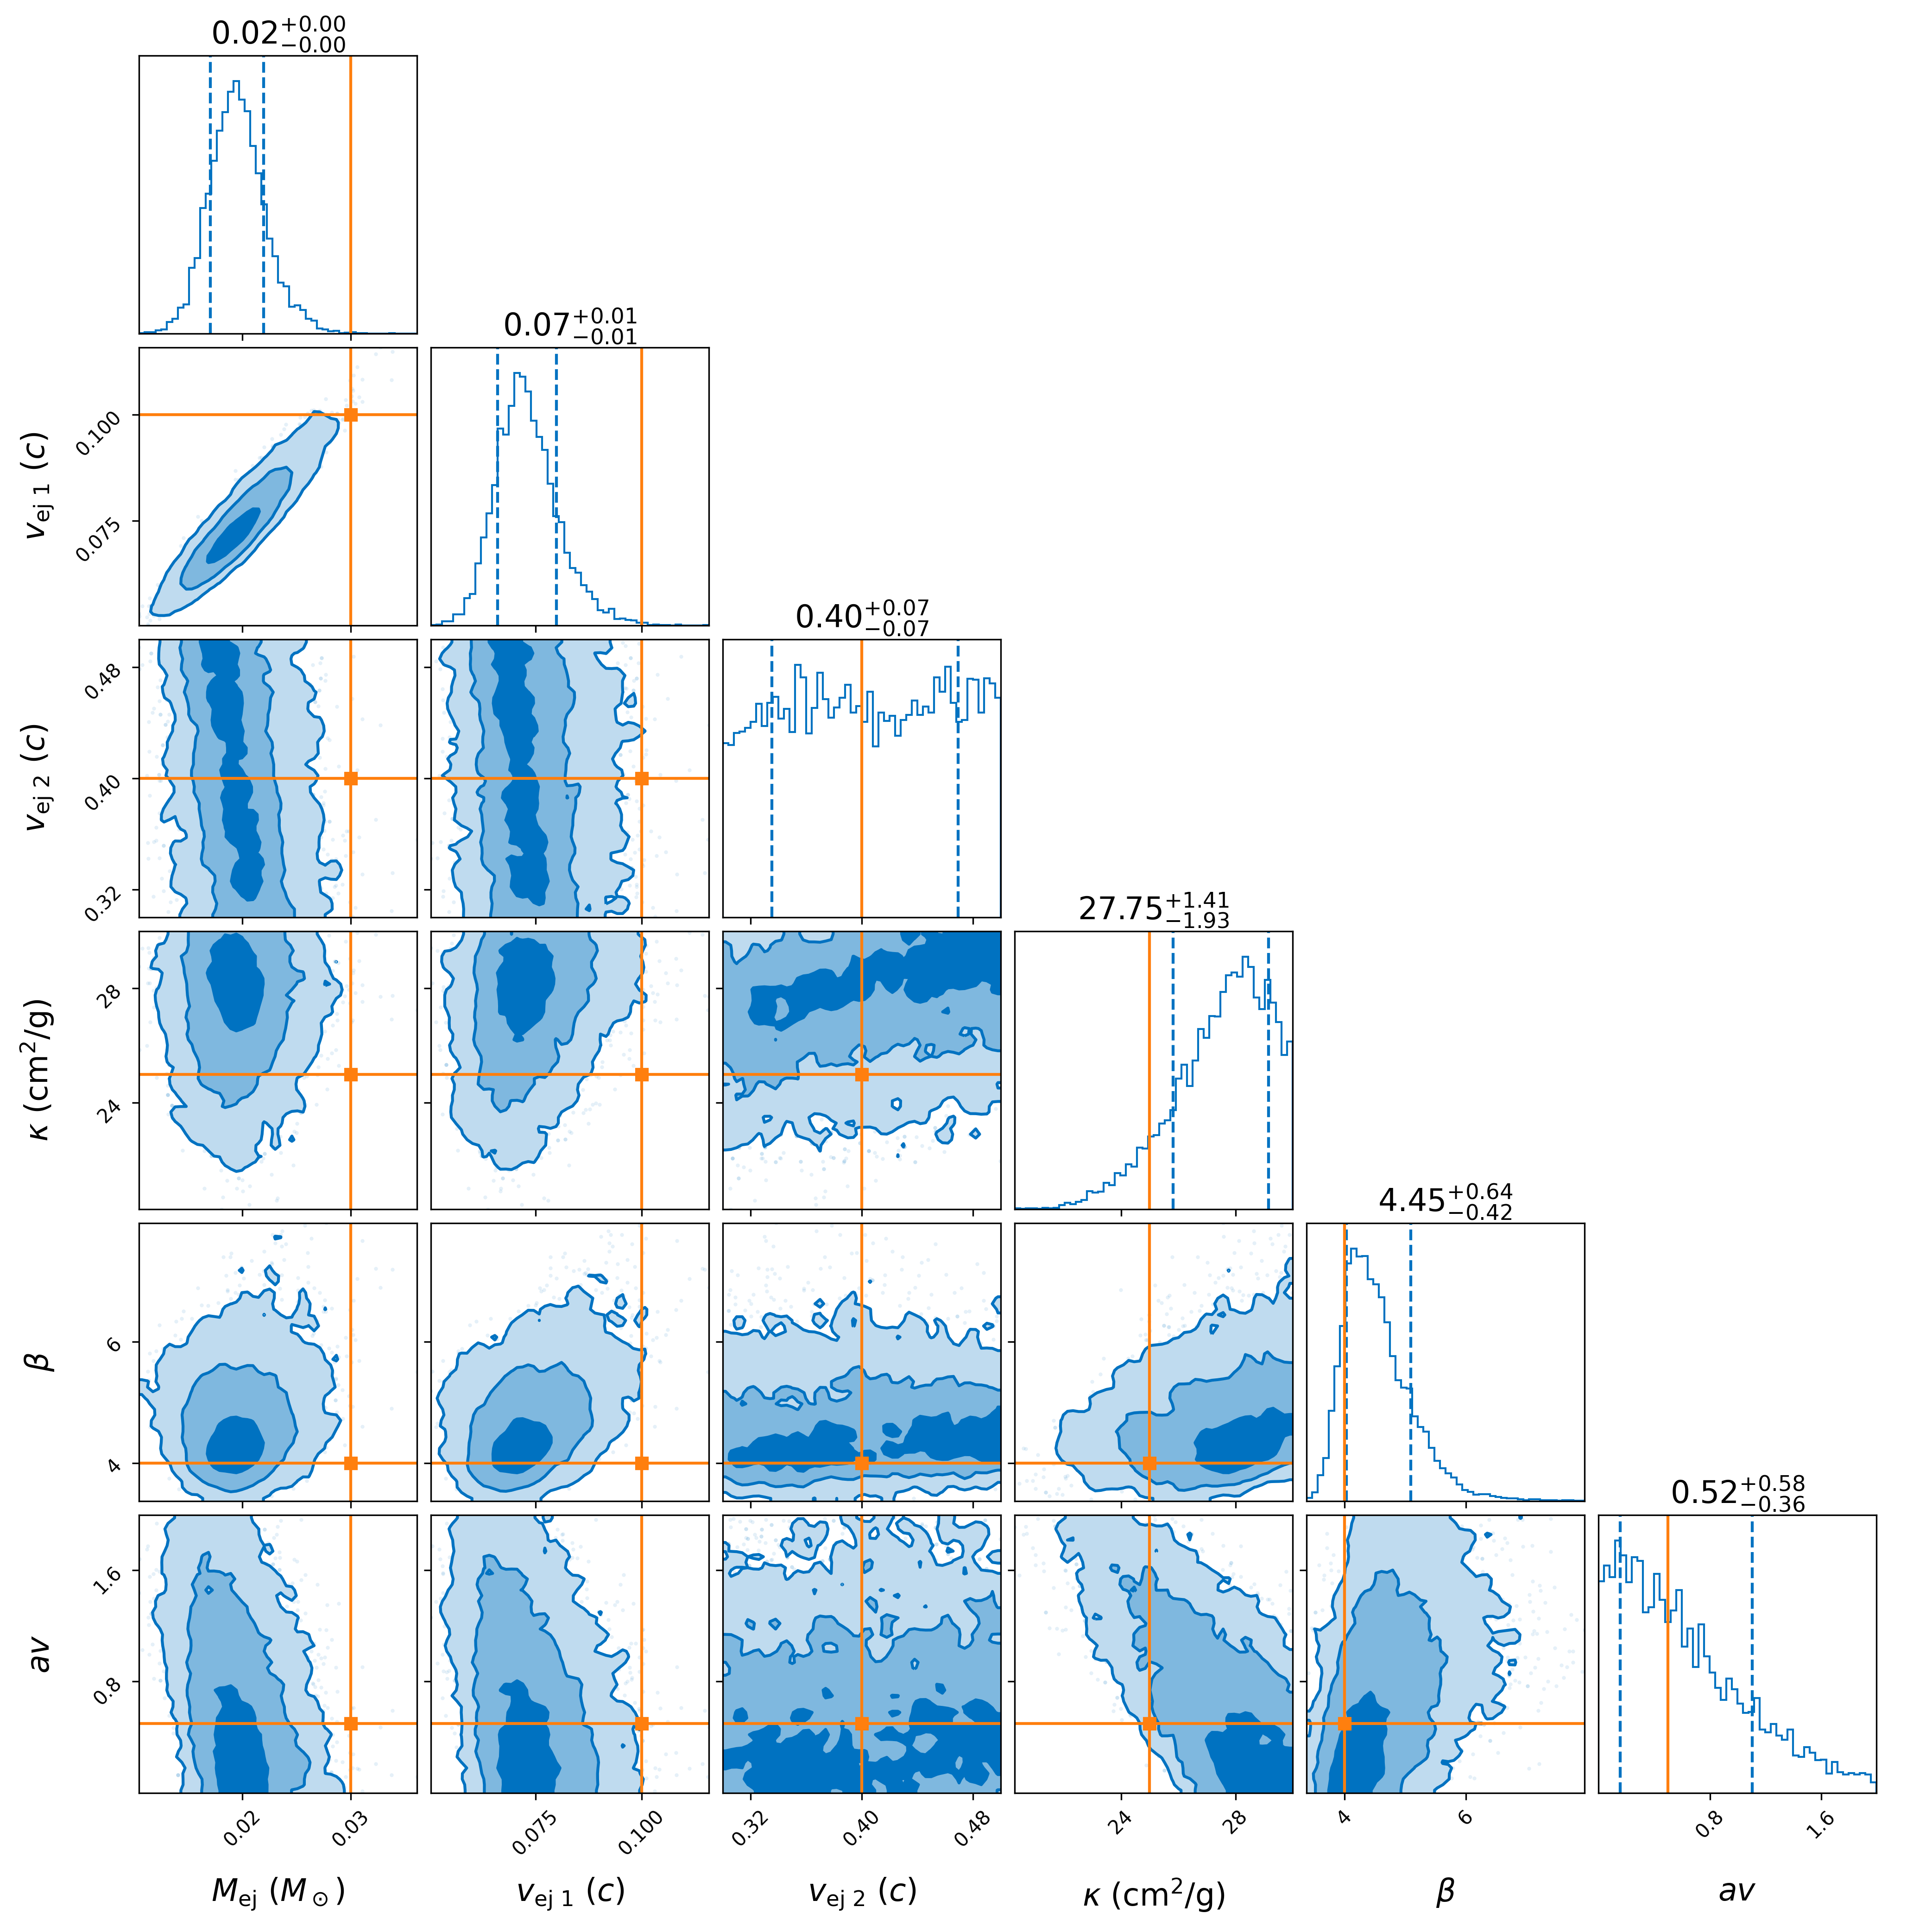 0.02+0.00−0.00
0.07+0.01−0.01
0.100
0.075
vej 1 (c)
0.40+0.07−0.07
0.48
0.40
0.32
vej 2 (c)
27.75+1.41−1.93
28
24
κ (cm²/g)
4.45+0.64−0.42
6
4
β
0.52+0.58−0.36
1.6
0.8
av
0.02 0.03 0.075 0.100 0.32 0.40 0.48 24 28 4 6 0.8 1.6
Mej (M⊙) vej 1 (c) vej 2 (c) κ (cm²/g) β av